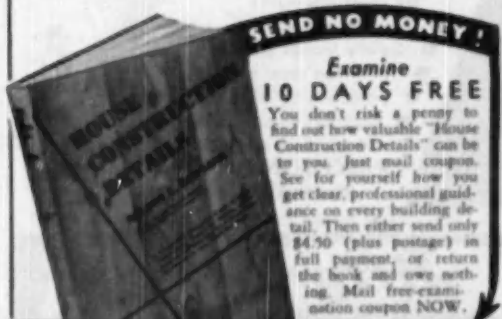 SEND NO MONEY!
Examine
10 DAYS FREE
You don't risk a penny to
find out how valuable "House
Construction Details" can be
to you. Just mail coupon.
See for yourself how you
get clear, professional guid-
ance on every building de-
tail. Then either send only
$4.50 (plus postage) in
full payment, or return
the book and owe noth-
ing. Mail free-exami-
nation coupon NOW.
HOUSE
CONSTRUCTION
DETAILS